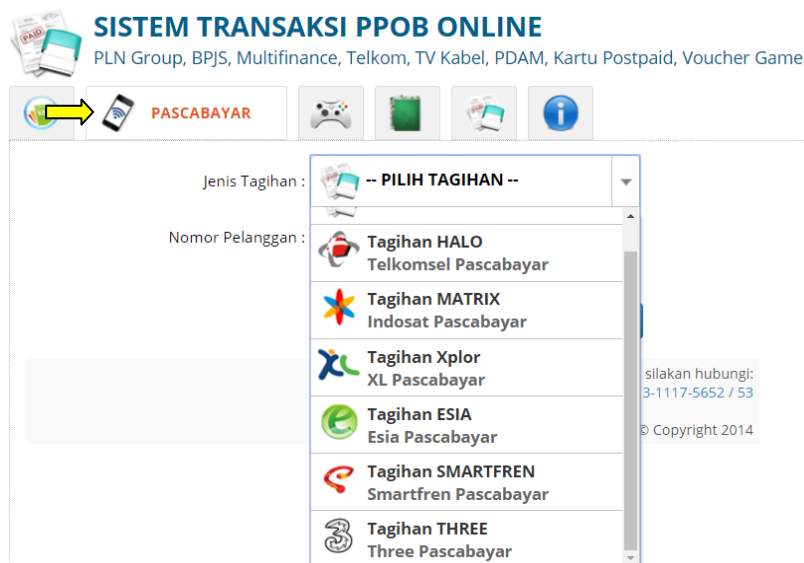 SISTEM TRANSAKSI PPOB ONLINE
PLN Group, BPJS, Multifinance, Telkom, TV Kabel, PDAM, Kartu Postpaid, Voucher Game
PASCABAYAR
Jenis Tagihan :
-- PILIH TAGIHAN --
Nomor Pelanggan :
Tagihan HALO
Telkomsel Pascabayar
Tagihan MATRIX
Indosat Pascabayar
Tagihan Xplor
XL Pascabayar
Tagihan ESIA
Esia Pascabayar
Tagihan SMARTFREN
Smartfren Pascabayar
Tagihan THREE
Three Pascabayar
silakan hubungi:
3-1117-5652 / 53
© Copyright 2014